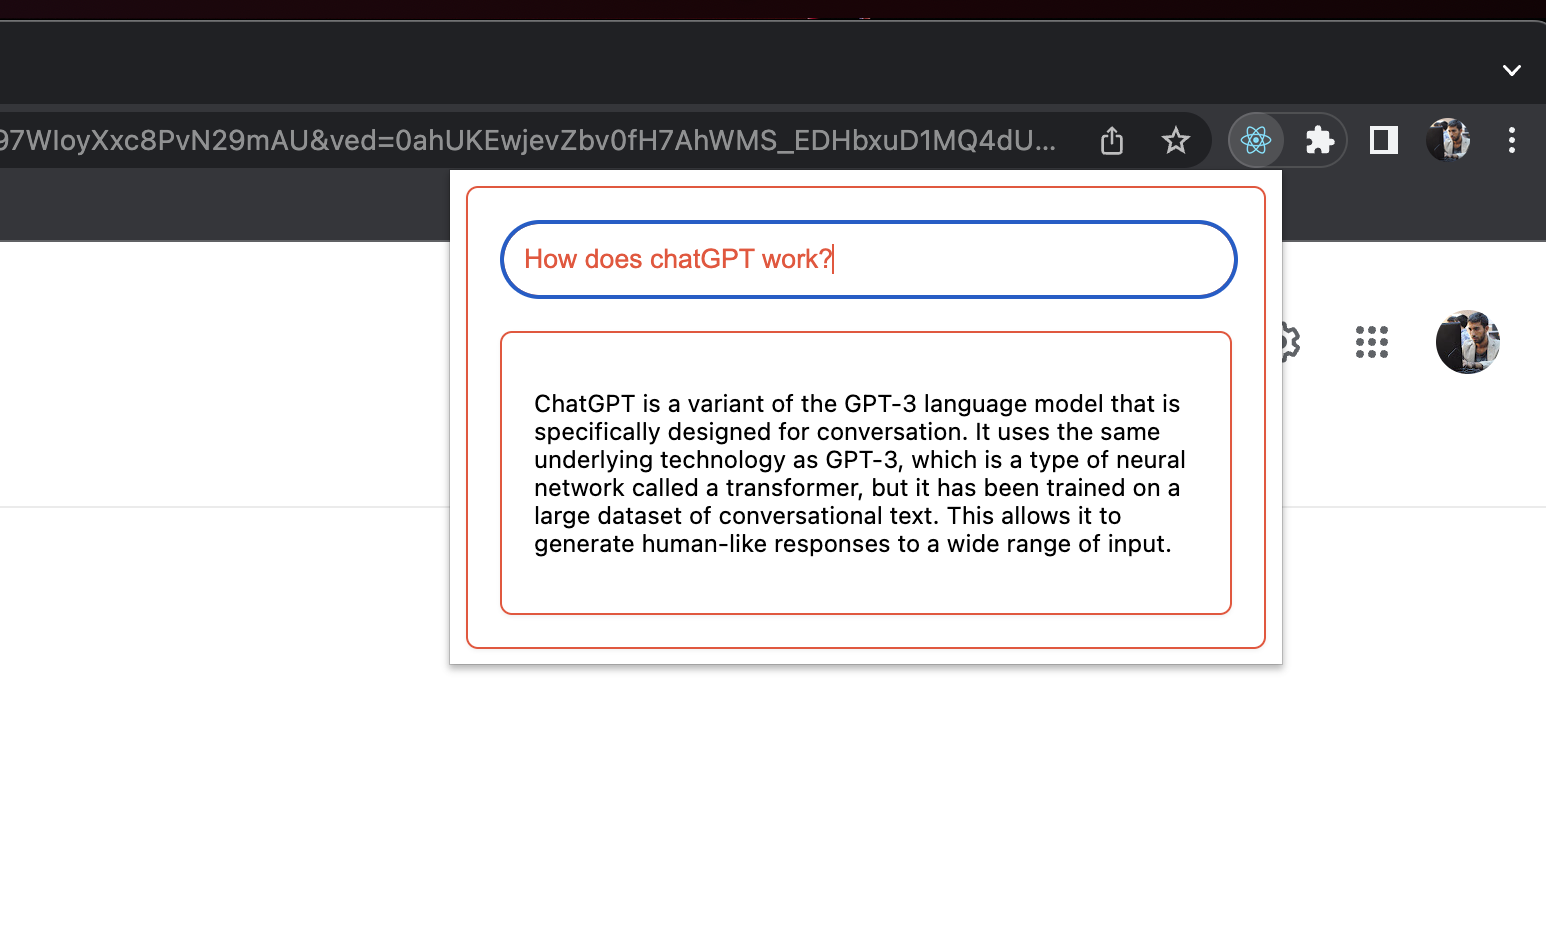 97WIoyXxc8PvN29mAU&ved=0ahUKEwjevZbv0fH7AhWMS_EDHbxuD1MQ4dU...
How does chatGPT work?
ChatGPT is a variant of the GPT-3 language model that is
specifically designed for conversation. It uses the same
underlying technology as GPT-3, which is a type of neural
network called a transformer, but it has been trained on a
large dataset of conversational text. This allows it to
generate human-like responses to a wide range of input.